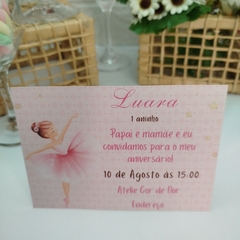 Luara
1 aninho
Papai e mamãe e eu
convidamos para o meu
aniversário!
10 de Agosto às 15:00
Atelie Cor de Flor
Endereço